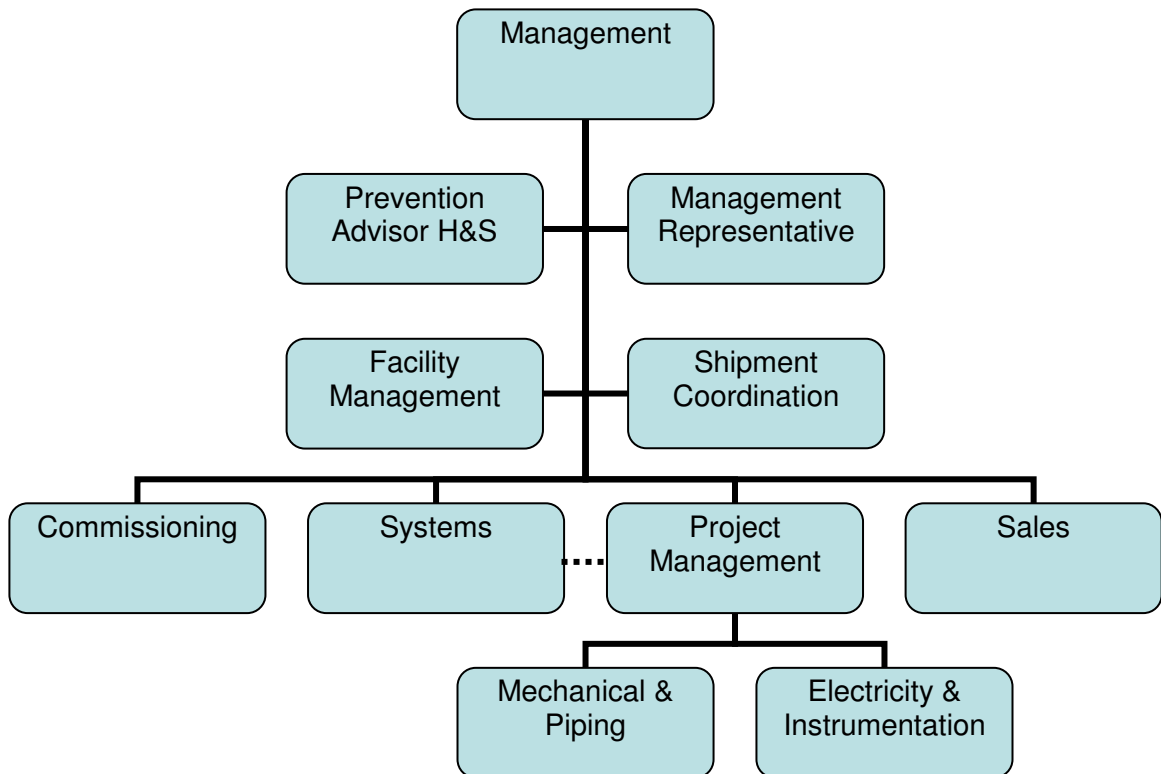 Management
Prevention
Advisor H&S
Management
Representative
Facility
Management
Shipment
Coordination
Commissioning
Systems
Project
Management
Sales
Mechanical &
Piping
Electricity &
Instrumentation